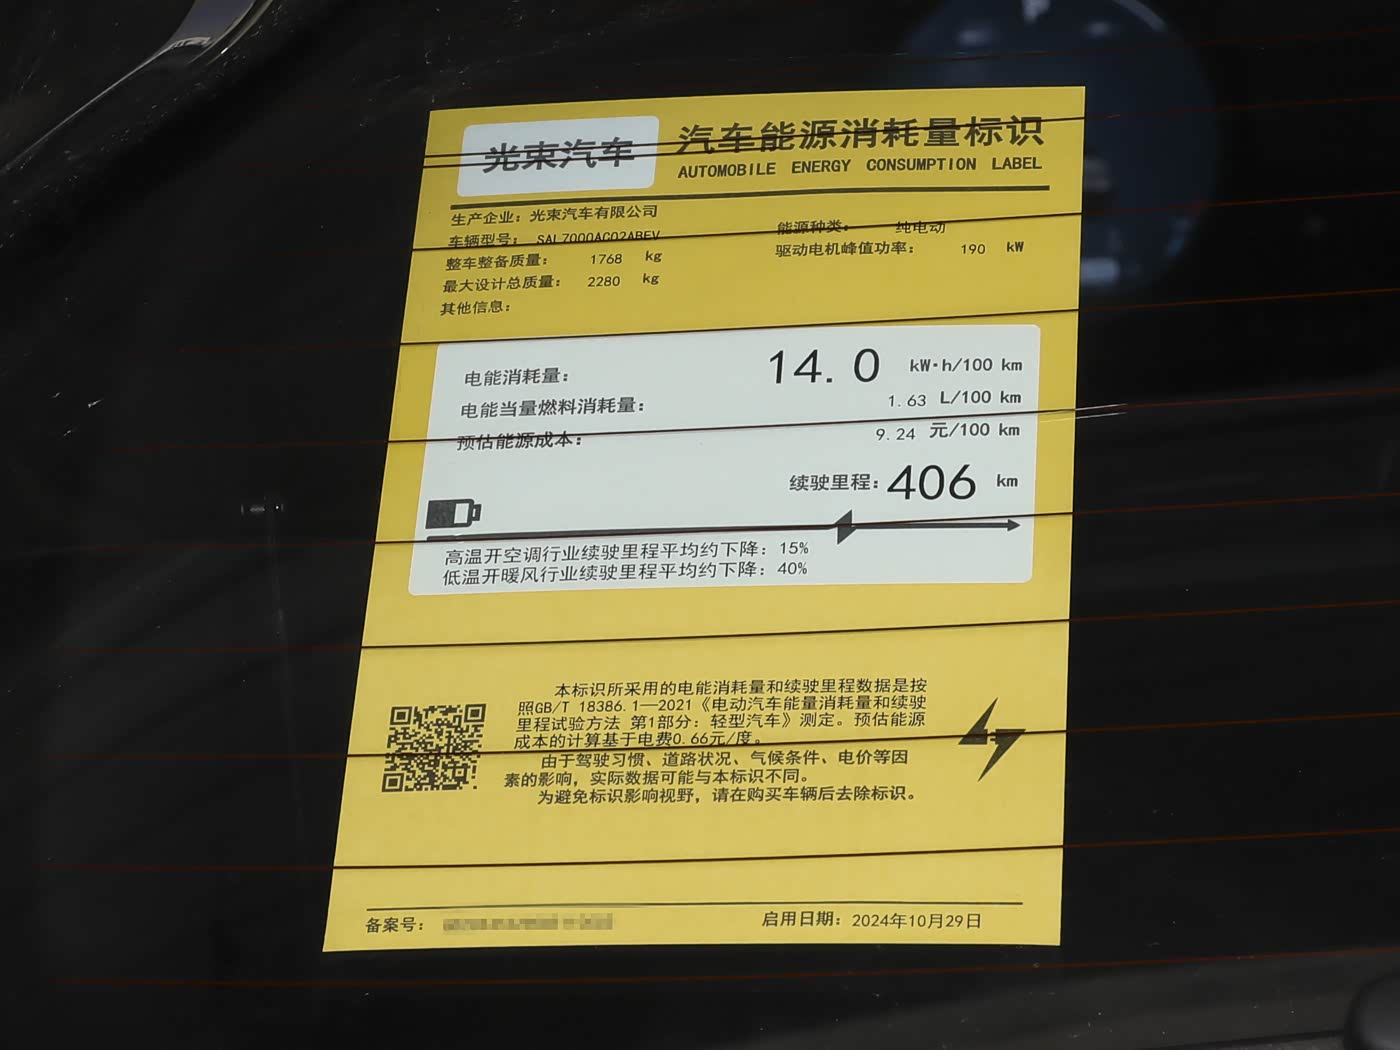 光束汽车
汽车能源消耗量标识
AUTOMOBILE ENERGY CONSUMPTION LABEL
生产企业：光束汽车有限公司
车辆型号： SAL7000AC02ABEV
能源种类： 纯电动
整车整备质量： 1768 kg
驱动电机峰值功率： 190 kW
最大设计总质量： 2280 kg
其他信息：
电能消耗量： 14.0 kW·h/100 km
电能当量燃料消耗量： 1.63 L/100 km
预估能源成本： 9.24 元/100 km
续驶里程：406 km
高温开空调行业续驶里程平均约下降：15%
低温开暖风行业续驶里程平均约下降：40%
本标识所采用的电能消耗量和续驶里程数据是按
照GB/T 18386.1—2021《电动汽车能量消耗量和续驶
里程试验方法 第1部分：轻型汽车》测定。预估能源
成本的计算基于电费0.66元/度。
由于驾驶习惯、道路状况、气候条件、电价等因
素的影响，实际数据可能与本标识不同。
为避免标识影响视野，请在购买车辆后去除标识。
备案号：
启用日期：2024年10月29日